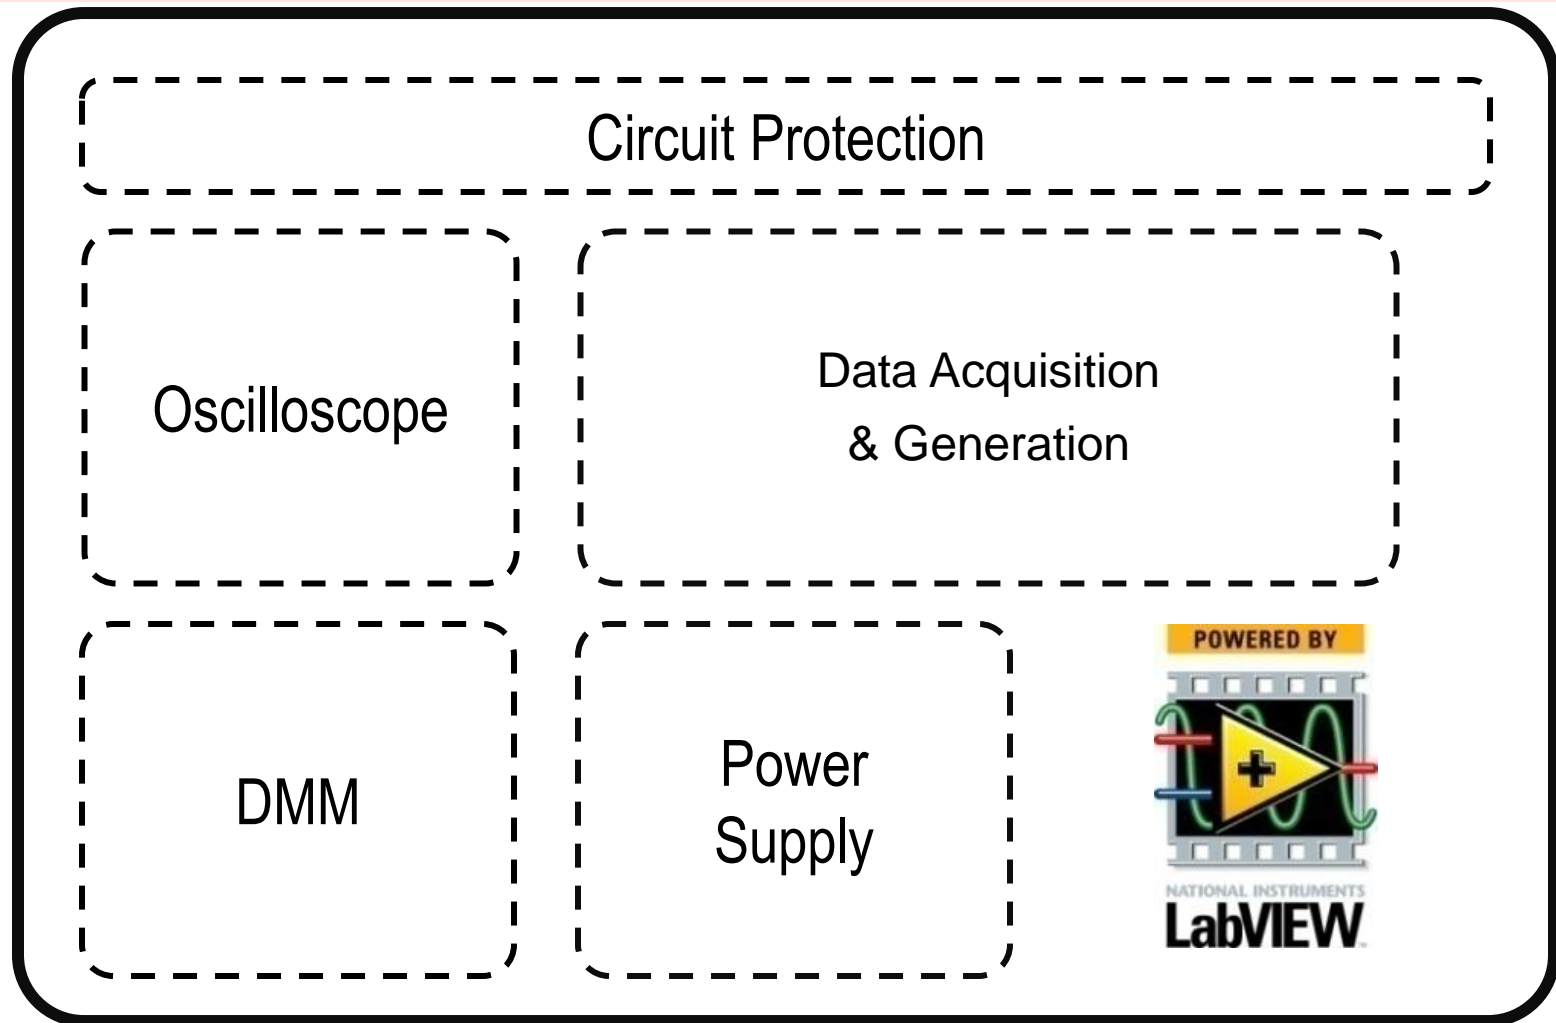 Circuit Protection
Oscilloscope
Data Acquisition
& Generation
DMM
Power
Supply
POWERED BY
NATIONAL INSTRUMENTS
LabVIEW